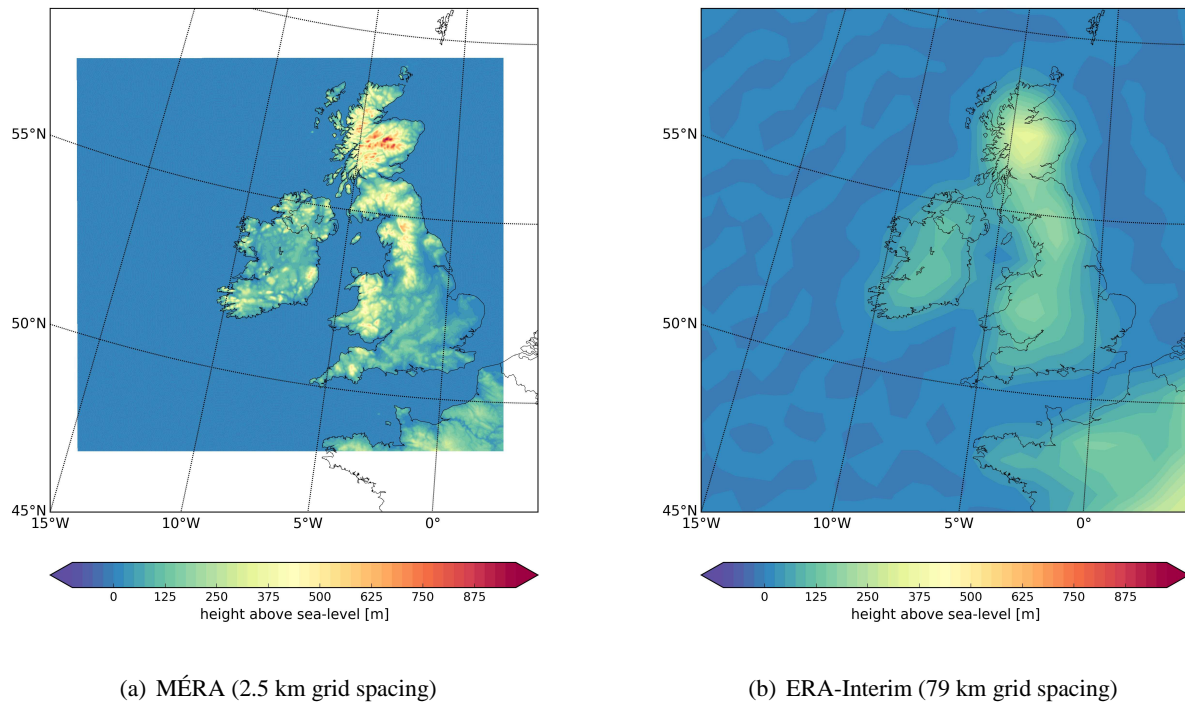 55°N
50°N
45°N
15°W 10°W 5°W 0°
0 125 250 375 500 625 750 875
height above sea-level [m]
(a) MÉRA (2.5 km grid spacing)
55°N
50°N
45°N
15°W 10°W 5°W 0°
0 125 250 375 500 625 750 875
height above sea-level [m]
(b) ERA-Interim (79 km grid spacing)